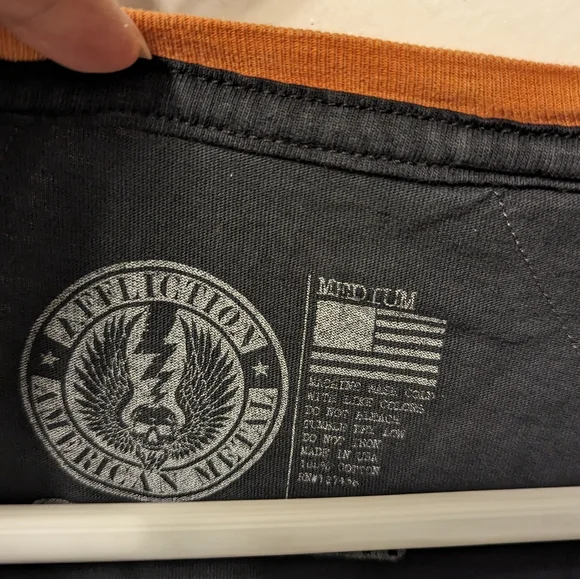 AFFLICTION
AMERICAN METAL
MEDIUM
MACHINE WASH COLD
WITH LIKE COLORS
DO NOT BLEACH
TUMBLE DRY LOW
DO NOT IRON
MADE IN USA
100% COTTON